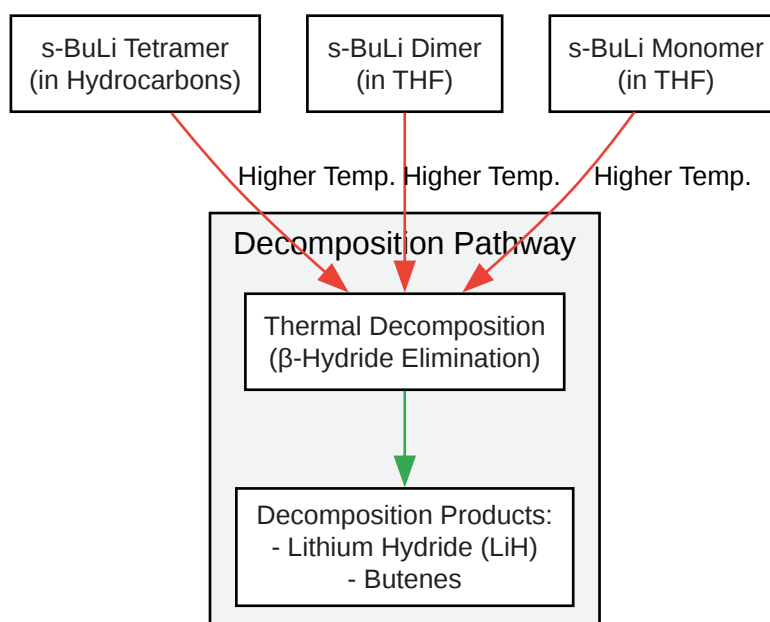 s-BuLi Tetramer
(in Hydrocarbons)
s-BuLi Dimer
(in THF)
s-BuLi Monomer
(in THF)
Higher Temp.
Higher Temp.
Higher Temp.
Decomposition Pathway
Thermal Decomposition
(β-Hydride Elimination)
Decomposition Products:
- Lithium Hydride (LiH)
- Butenes